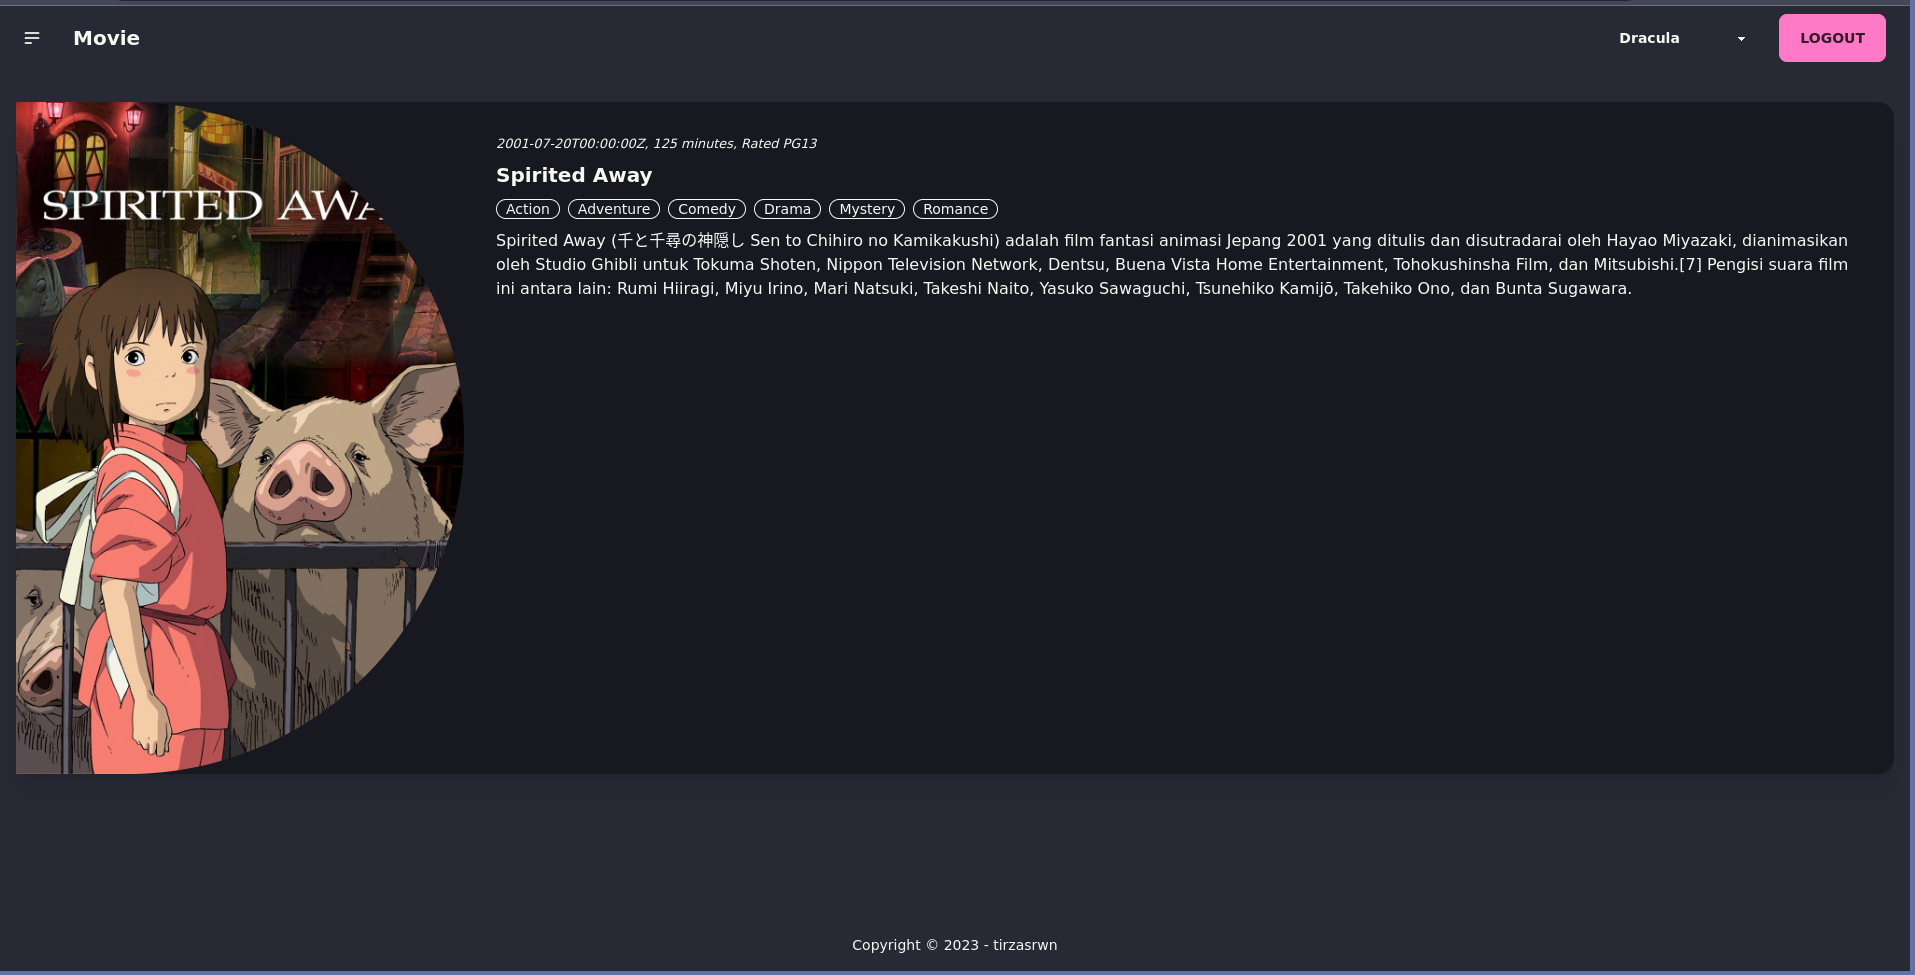 Movie
Dracula
LOGOUT
SPIRITED AWA
2001-07-20T00:00:00Z, 125 minutes, Rated PG13
Spirited Away
Action Adventure Comedy Drama Mystery Romance
Spirited Away (千と千尋の神隠し Sen to Chihiro no Kamikakushi) adalah film fantasi animasi Jepang 2001 yang ditulis dan disutradarai oleh Hayao Miyazaki, dianimasikan
oleh Studio Ghibli untuk Tokuma Shoten, Nippon Television Network, Dentsu, Buena Vista Home Entertainment, Tohokushinsha Film, dan Mitsubishi.[7] Pengisi suara film
ini antara lain: Rumi Hiiragi, Miyu Irino, Mari Natsuki, Takeshi Naito, Yasuko Sawaguchi, Tsunehiko Kamijō, Takehiko Ono, dan Bunta Sugawara.
Copyright © 2023 - tirzasrwn